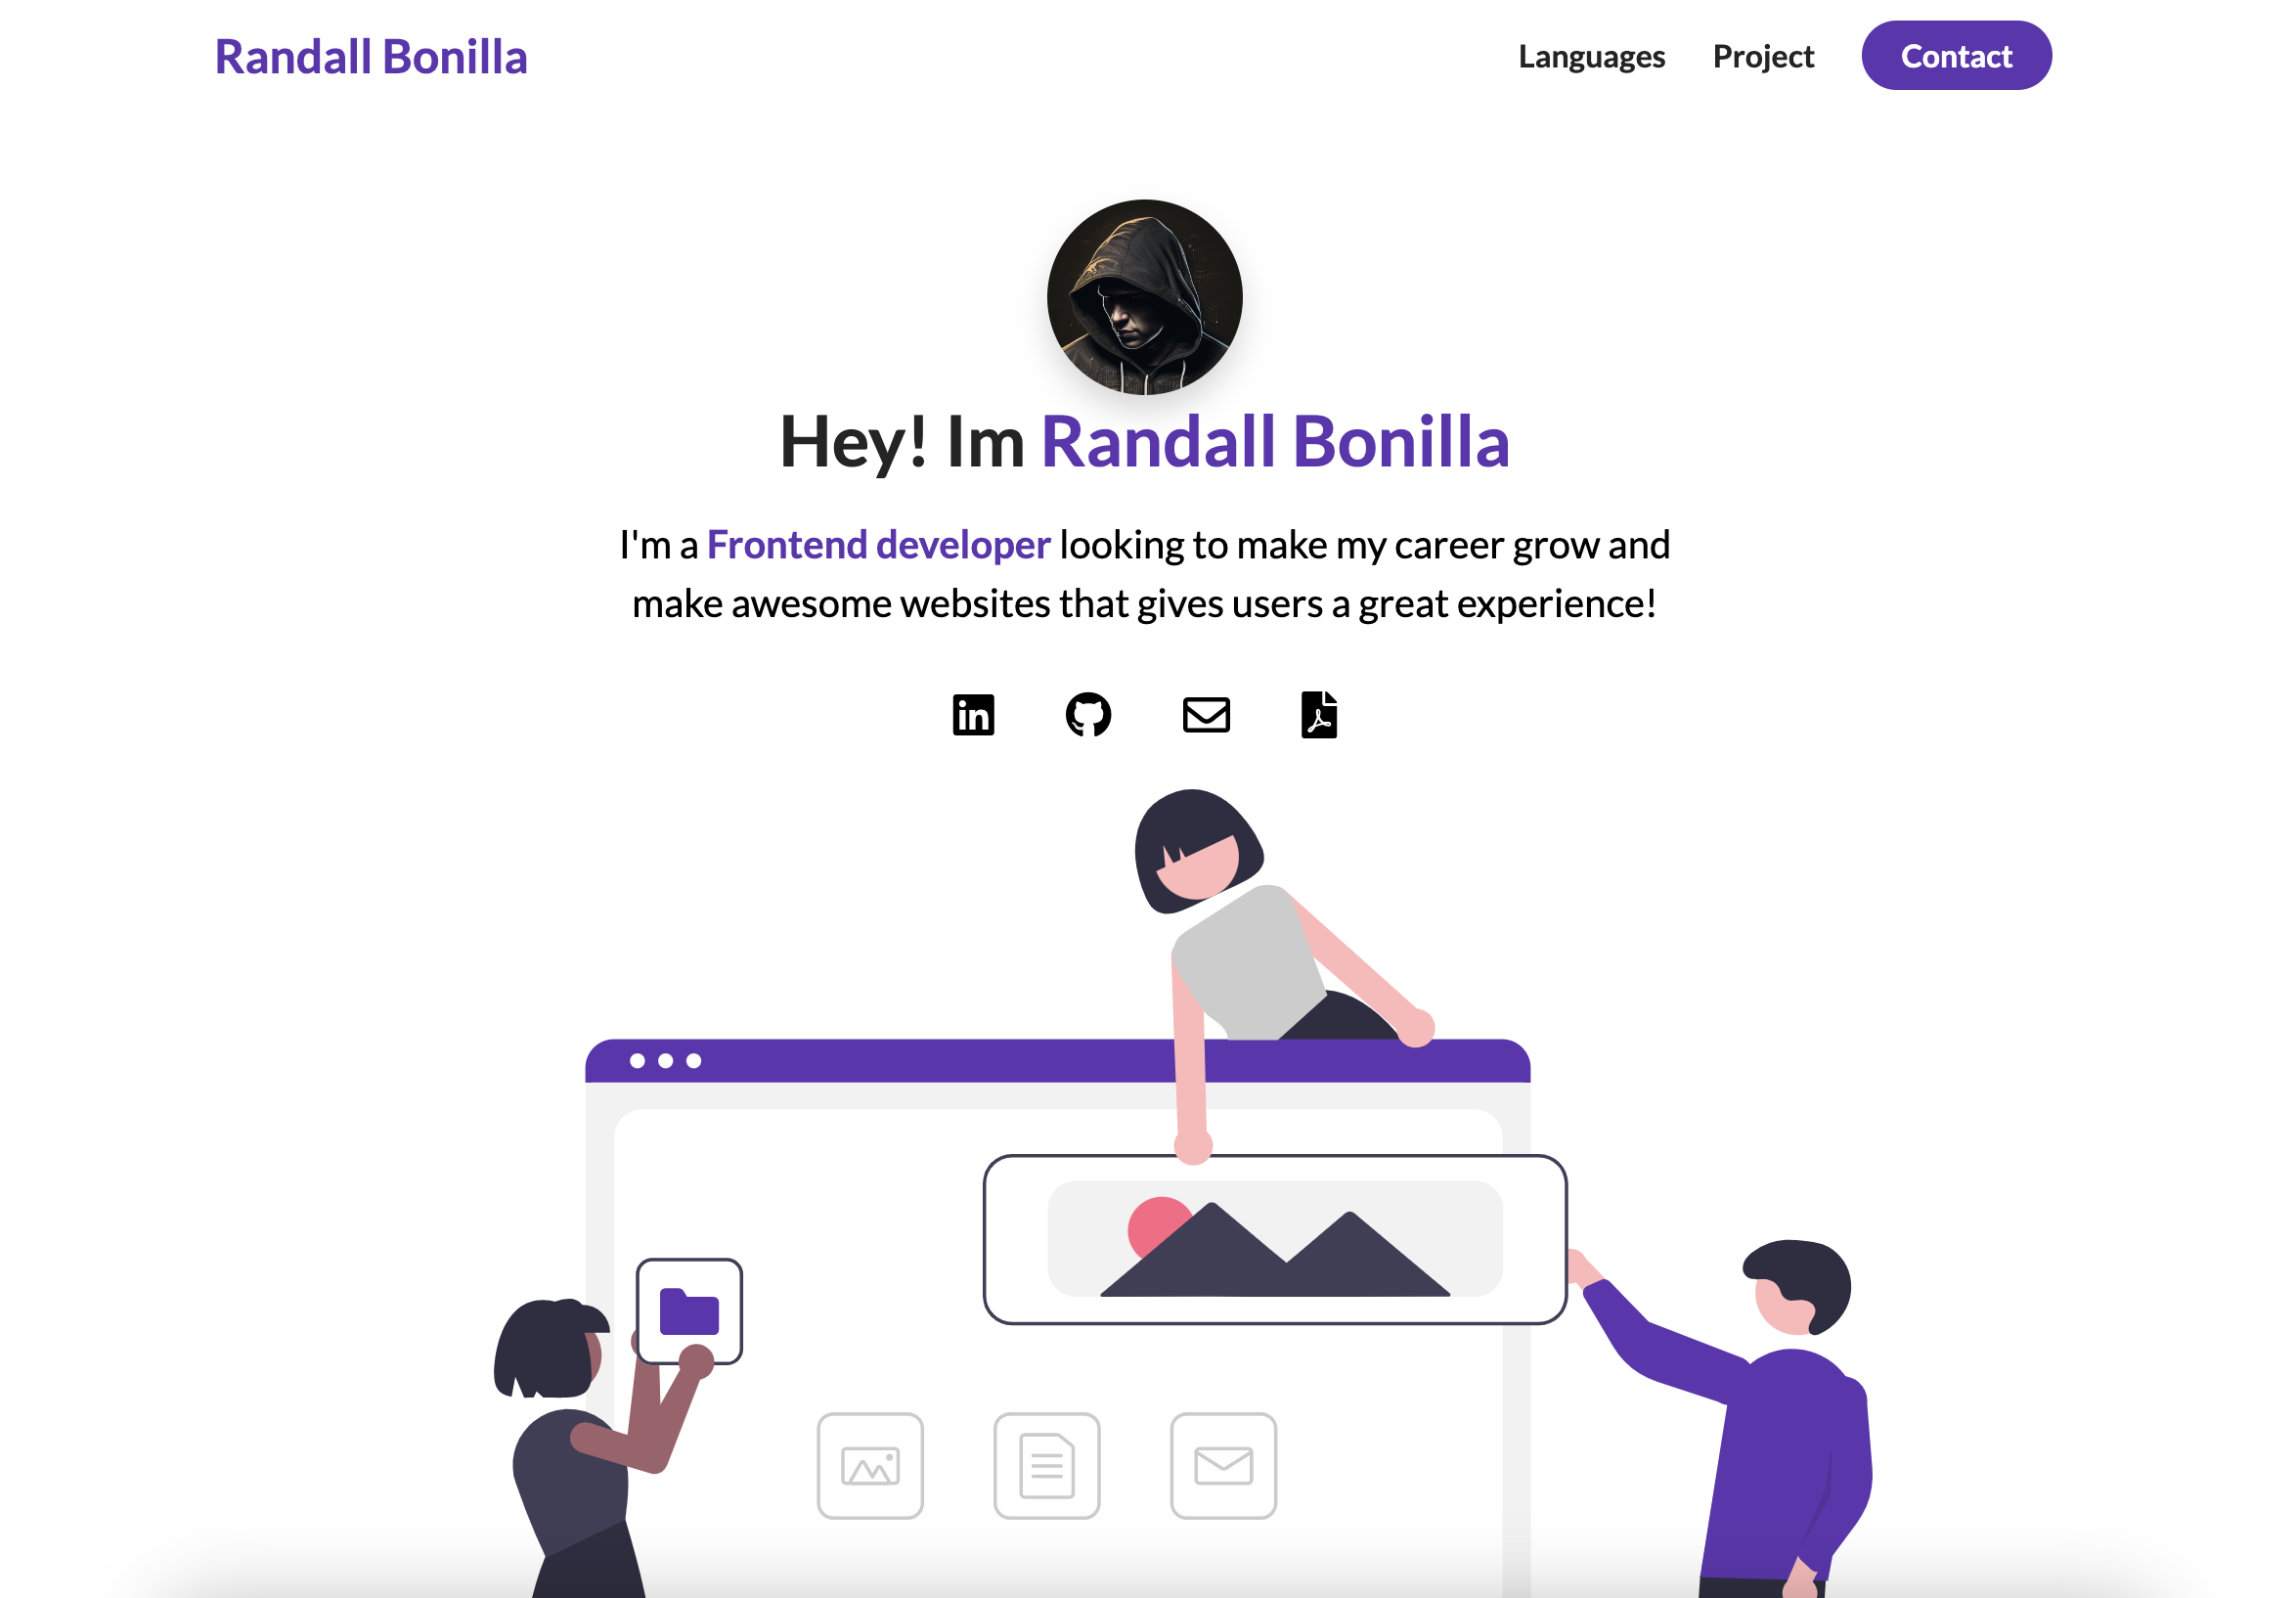 Randall Bonilla
Languages Project Contact
Hey! Im Randall Bonilla
I'm a Frontend developer looking to make my career grow and
make awesome websites that gives users a great experience!
in